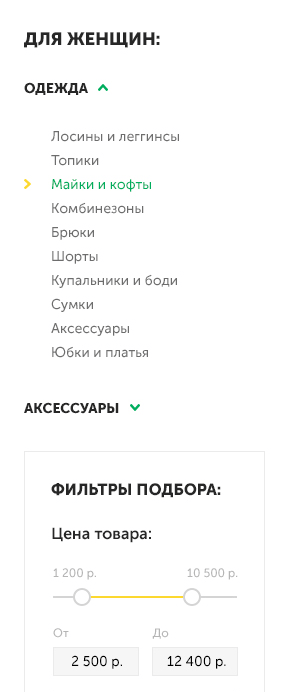 ДЛЯ ЖЕНЩИН:
ОДЕЖДА
Лосины и леггинсы
Топики
Майки и кофты
Комбинезоны
Брюки
Шорты
Купальники и боди
Сумки
Аксессуары
Юбки и платья
АКСЕССУАРЫ
ФИЛЬТРЫ ПОДБОРА:
Цена товара:
1 200 р. 10 500 р.
От До
2 500 р. 12 400 р.